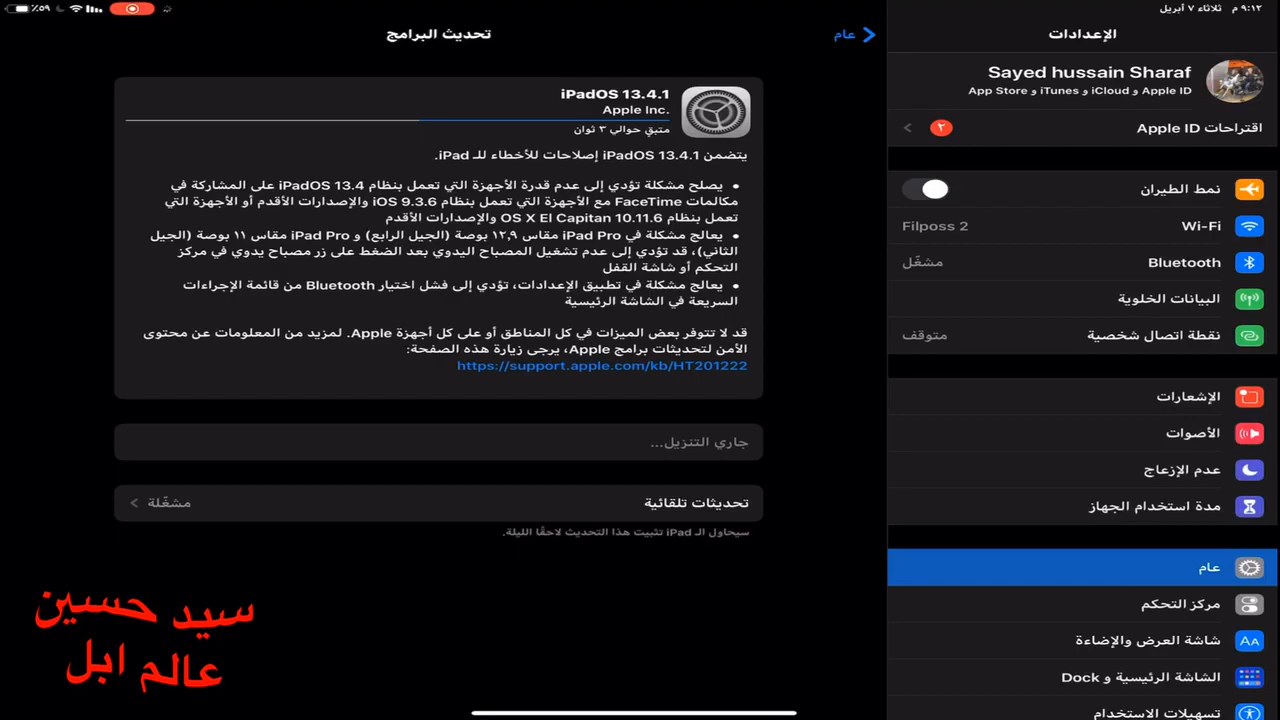 ٩:١٢ م ثلاثاء ٧ أبريل
٪٥٩
الإعدادات
Sayed hussain Sharaf
Apple ID و iCloud و iTunes و App Store
اقتراحات Apple ID
٢
نمط الطيران
Wi-Fi
Filposs 2
Bluetooth
مشغّل
البيانات الخلوية
نقطة اتصال شخصية
متوقف
الإشعارات
الأصوات
عدم الإزعاج
مدة استخدام الجهاز
عام
مركز التحكم
شاشة العرض والإضاءة
الشاشة الرئيسية و Dock
تسهيلات الاستخدام
عام
تحديث البرامج
iPadOS 13.4.1
Apple Inc.
متبقٍ حوالي ٣ ثوان
يتضمن iPadOS 13.4.1 إصلاحات للأخطاء للـ iPad.
• يصلح مشكلة تؤدي إلى عدم قدرة الأجهزة التي تعمل بنظام iPadOS 13.4 على المشاركة في
مكالمات FaceTime مع الأجهزة التي تعمل بنظام iOS 9.3.6 والإصدارات الأقدم أو الأجهزة التي
تعمل بنظام OS X El Capitan 10.11.6 والإصدارات الأقدم
• يعالج مشكلة في iPad Pro مقاس ١٢,٩ بوصة (الجيل الرابع) و iPad Pro مقاس ١١ بوصة (الجيل
الثاني)، قد تؤدي إلى عدم تشغيل المصباح اليدوي بعد الضغط على زر مصباح يدوي في مركز
التحكم أو شاشة القفل
• يعالج مشكلة في تطبيق الإعدادات، تؤدي إلى فشل اختيار Bluetooth من قائمة الإجراءات
السريعة في الشاشة الرئيسية
قد لا تتوفر بعض الميزات في كل المناطق أو على كل أجهزة Apple. لمزيد من المعلومات عن محتوى
الأمن لتحديثات برامج Apple، يرجى زيارة هذه الصفحة:
https://support.apple.com/kb/HT201222
جاري التنزيل...
تحديثات تلقائية
مشغّلة
سيحاول الـ iPad تثبيت هذا التحديث لاحقًا الليلة.
سيد حسين
عالم ابل